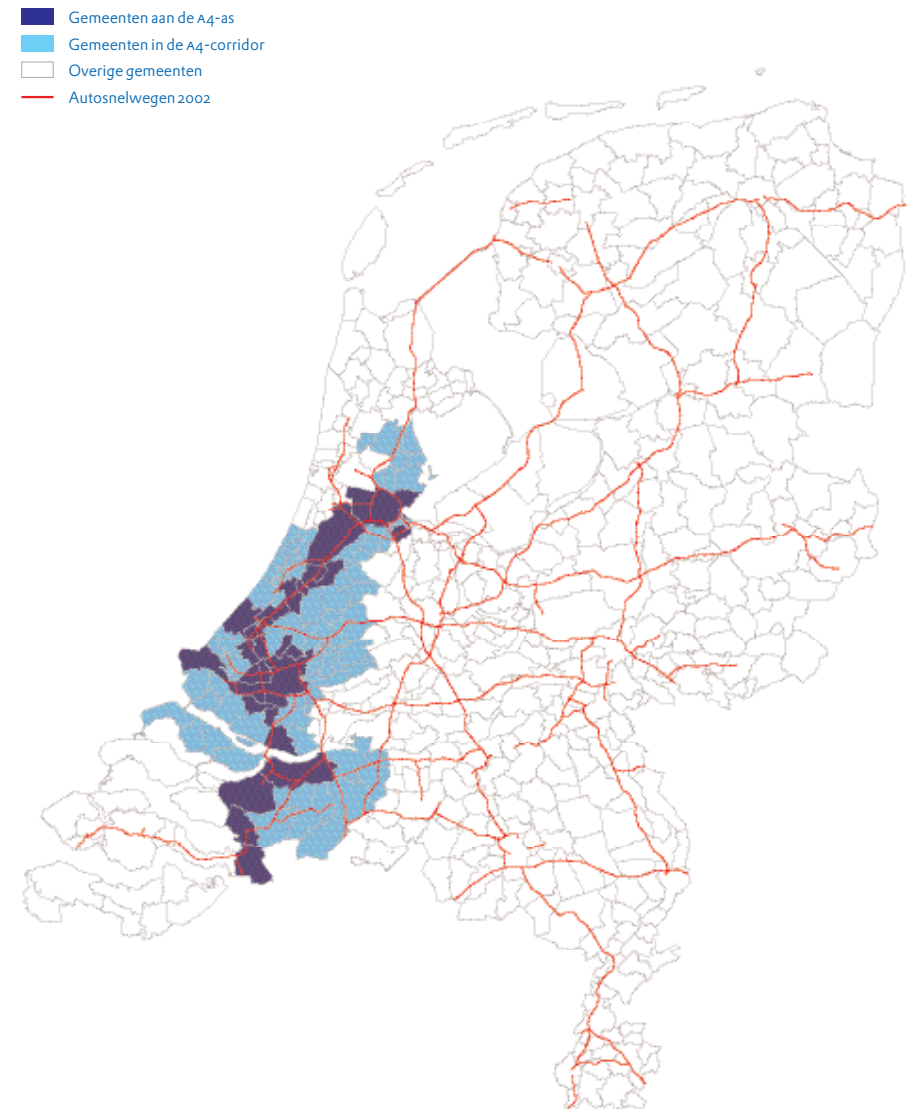 Gemeenten aan de A4-as
Gemeenten in de A4-corridor
Overige gemeenten
Autosnelwegen 2002